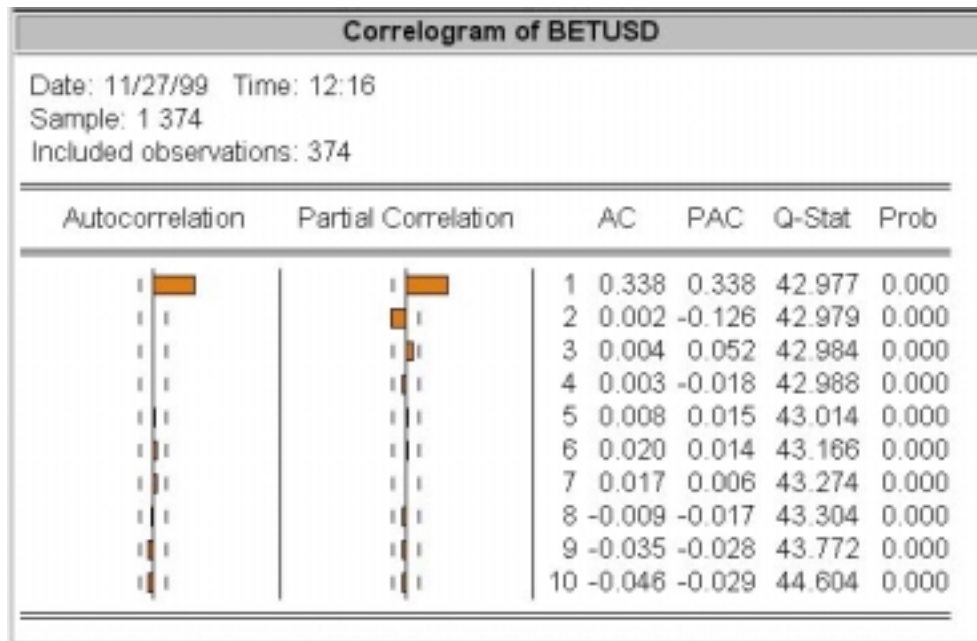 Correlogram of BETUSD
Date: 11/27/99 Time: 12:16
Sample: 1 374
Included observations: 374
Autocorrelation Partial Correlation AC PAC Q-Stat Prob
1 0.338 0.338 42.977 0.000
2 0.002 -0.126 42.979 0.000
3 0.004 0.052 42.984 0.000
4 0.003 -0.018 42.988 0.000
5 0.008 0.015 43.014 0.000
6 0.020 0.014 43.166 0.000
7 0.017 0.006 43.274 0.000
8 -0.009 -0.017 43.304 0.000
9 -0.035 -0.028 43.772 0.000
10 -0.046 -0.029 44.604 0.000